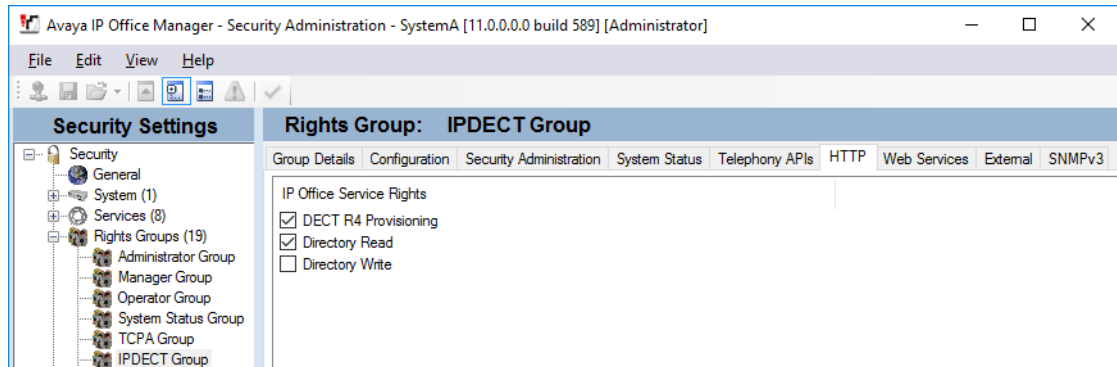 Avaya IP Office Manager - Security Administration - SystemA [11.0.0.0.0 build 589] [Administrator]
File Edit View Help
Security Settings
Rights Group: IPDECT Group
Security
General
System (1)
Services (8)
Rights Groups (19)
Administrator Group
Manager Group
Operator Group
System Status Group
TCPA Group
IPDECT Group
Group Details Configuration Security Administration System Status Telephony APIs HTTP Web Services External SNMPv3
IP Office Service Rights
DECT R4 Provisioning
Directory Read
Directory Write